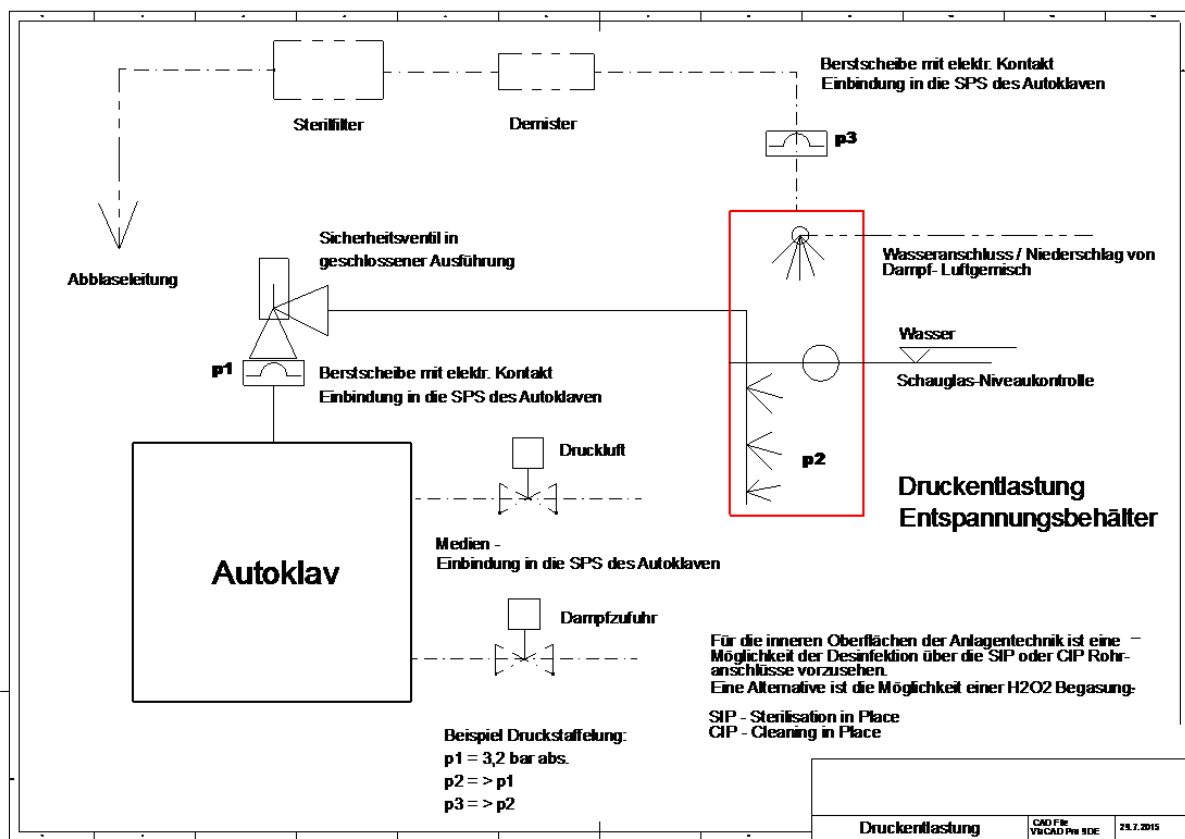 Berstscheibe mit elektr. Kontakt
Einbindung in die SPS des Autoklaven
Sterilfilter
Demister
p3
Sicherheitsventil in
geschlossener Ausführung
Abblaseleitung
Wasseranschluss / Niederschlag von
Dampf- Luftgemisch
Wasser
p1
Berstscheibe mit elektr. Kontakt
Einbindung in die SPS des Autoklaven
Schauglas-Niveaukontrolle
Druckluft
p2
Druckentlastung
Entspannungsbehälter
Medien -
Einbindung in die SPS des Autoklaven
Autoklav
Dampfzufuhr
Für die inneren Oberflächen der Anlagentechnik ist eine
Möglichkeit der Desinfektion über die SIP oder CIP Rohr-
anschlüsse vorzusehen.
Eine Alternative ist die Möglichkeit einer H2O2 Begasung.
SIP - Sterilisation in Place
CIP - Cleaning in Place
Beispiel Druckstaffelung:
p1 = 3,2 bar abs.
p2 = > p1
p3 = > p2
Druckentlastung
CAD File
29.7.2015